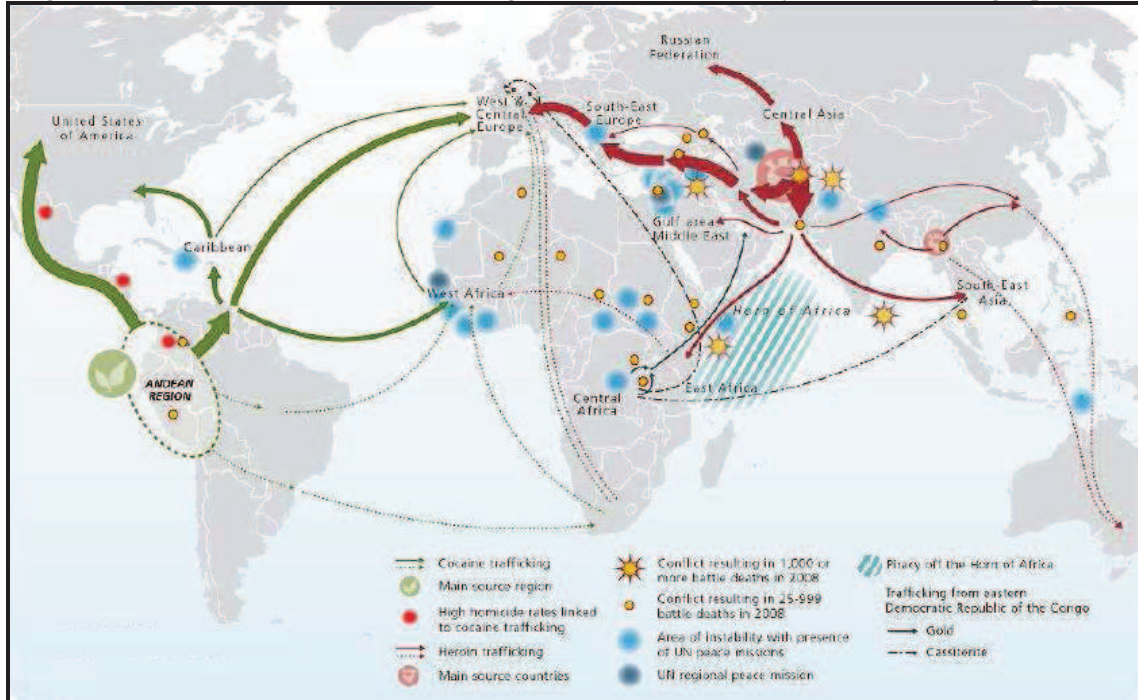 Russian
Federation
United States
of America
West &
Central
Europe
South-East
Europe
Central Asia
Caribbean
Gulf area
Middle East
West Africa
Horn of Africa
South-East
Asia
ANDEAN
REGION
East Africa
Central
Africa
Cocaine trafficking
Main source region
High homicide rates linked
to cocaine trafficking
Heroin trafficking
Main source countries
Conflict resulting in 1,000 or
more battle deaths in 2008
Conflict resulting in 25-999
battle deaths in 2008
Area of instability with presence
of UN peace missions
UN regional peace mission
Piracy off the Horn of Africa
Trafficking from eastern
Democratic Republic of the Congo
Gold
Cassiterite